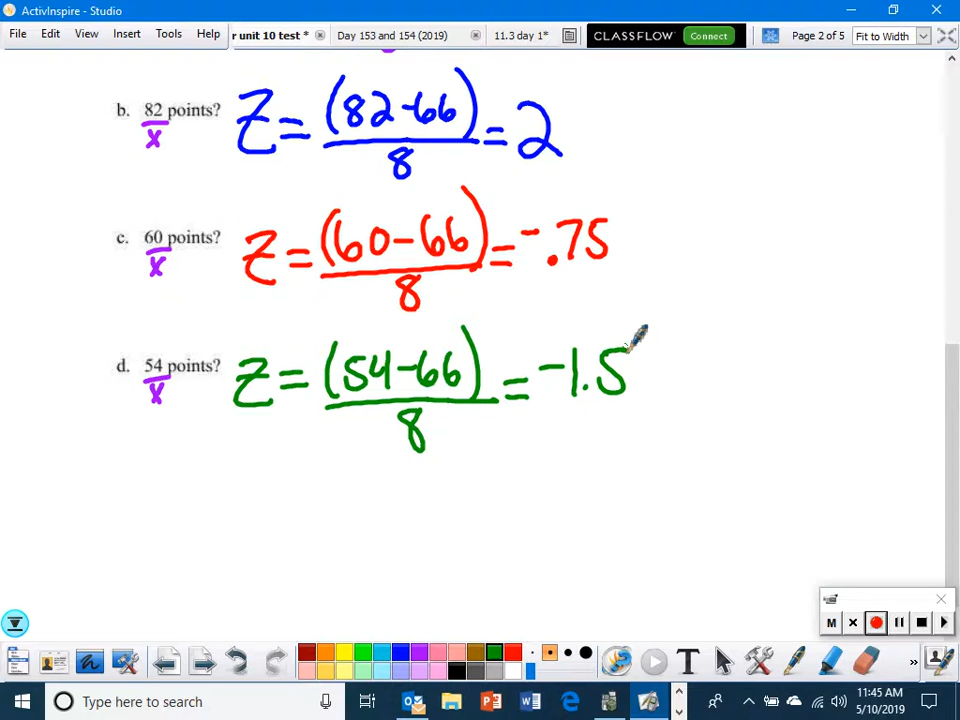 ActivInspire - Studio
File Edit View Insert Tools Help r unit 10 test * Day 153 and 154 (2019) 11.3 day 1* CLASSFLOW Connect Page 2 of 5 Fit to Width
b. 82 points? Z = (82-66) = 2
x 8
c. 60 points? Z = (60-66) = -.75
x 8
d. 54 points? Z = (54-66) = -1.5
x 8
M
T »
Type here to search 11:45 AM
5/10/2019